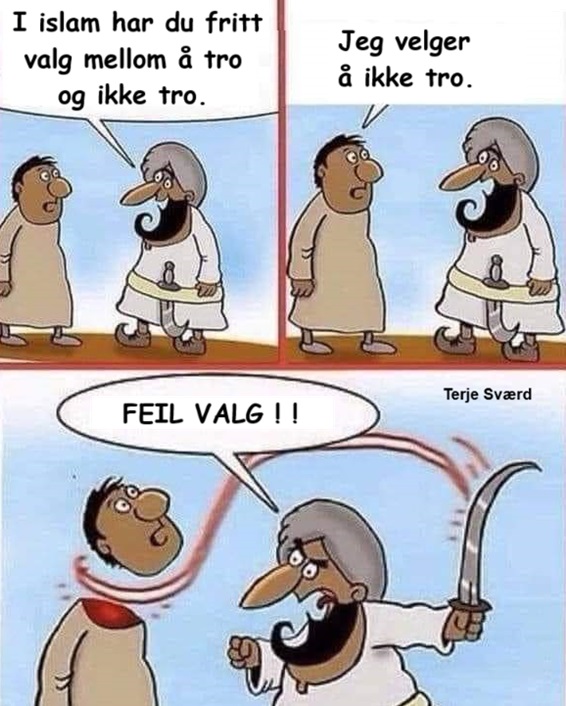 I islam har du fritt
valg mellom å tro
og ikke tro.
Jeg velger
å ikke tro.
Terje Sværd
FEIL VALG ! !